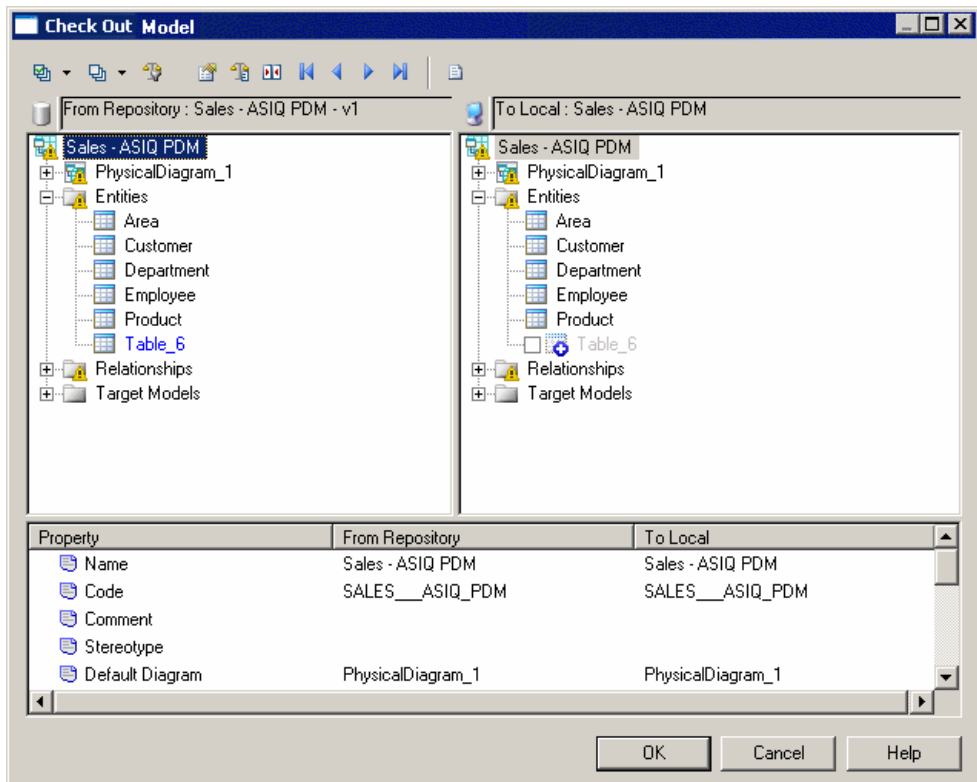 Check Out Model
From Repository : Sales - ASIQ PDM - v1
To Local : Sales - ASIQ PDM
Sales - ASIQ PDM
PhysicalDiagram_1
Entities
Area
Customer
Department
Employee
Product
Table_6
Relationships
Target Models
Sales - ASIQ PDM
PhysicalDiagram_1
Entities
Area
Customer
Department
Employee
Product
Table_6
Relationships
Target Models
Property From Repository To Local
Name Sales - ASIQ PDM Sales - ASIQ PDM
Code SALES___ASIQ_PDM SALES___ASIQ_PDM
Comment
Stereotype
Default Diagram PhysicalDiagram_1 PhysicalDiagram_1
OK Cancel Help